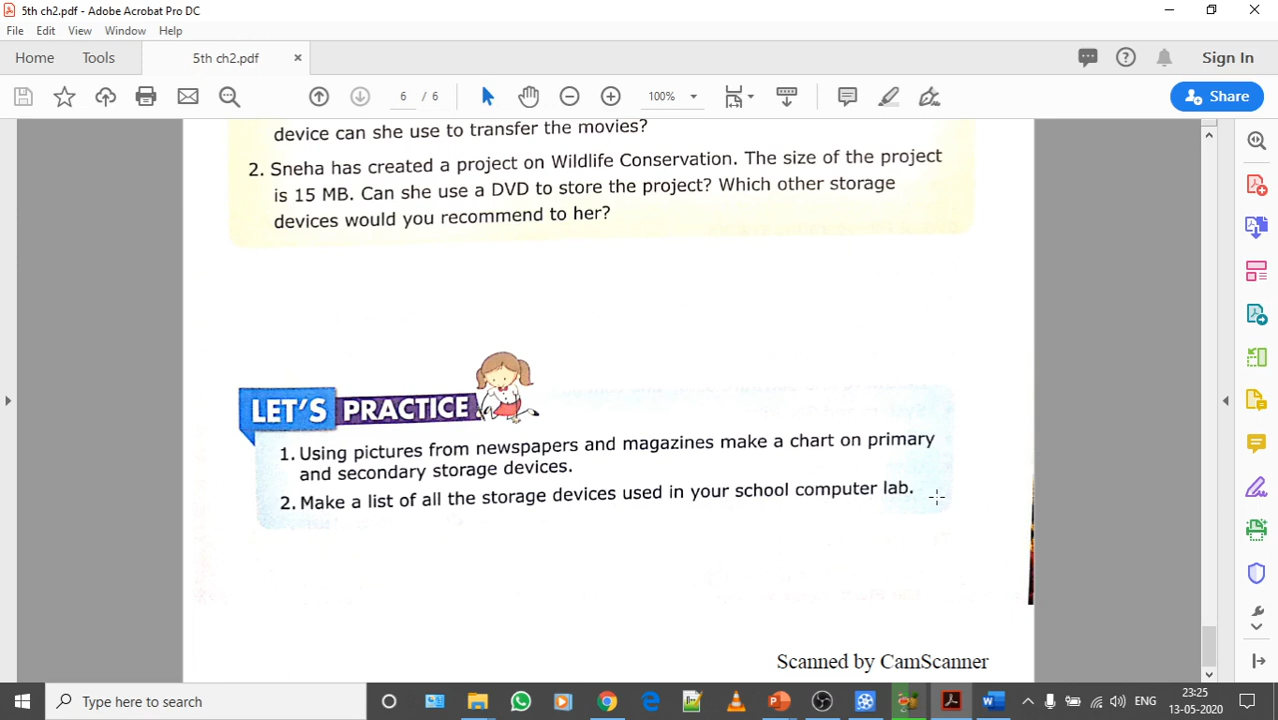 5th ch2.pdf - Adobe Acrobat Pro DC
File Edit View Window Help
Home Tools 5th ch2.pdf × Sign In
6 / 6 100% Share
device can she use to transfer the movies?
2. Sneha has created a project on Wildlife Conservation. The size of the project
is 15 MB. Can she use a DVD to store the project? Which other storage
devices would you recommend to her?
LET'S PRACTICE
1. Using pictures from newspapers and magazines make a chart on primary
and secondary storage devices.
2. Make a list of all the storage devices used in your school computer lab.
Scanned by CamScanner
Type here to search
ENG
23:25
13-05-2020